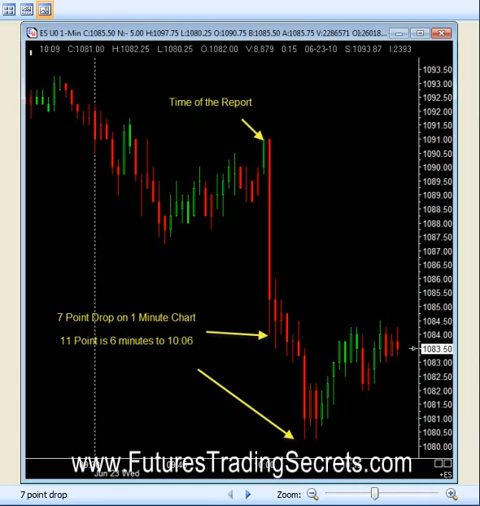 ES U0 1-Min C:1085.50 N:- 5.00 H:1097.75 L:1080.25 O:1090.75 B:1085.50 A:1085.75 V:2286571
10:09 C:1081.00 H:1082.25 L:1080.25 O:1082.00 V:8,879 0:15 06-23-10 S:1093.87 I:2393
Time of the Report
7 Point Drop on 1 Minute Chart
11 Point is 6 minutes to 10:06
1093.50
1093.00
1092.50
1092.00
1091.50
1091.00
1090.50
1090.00
1089.50
1089.00
1088.50
1088.00
1087.50
1087.00
1086.50
1086.00
1085.50
1085.00
1084.50
1084.00
1083.50
1083.00
1082.50
1082.00
1081.50
1081.00
1080.50
1080.00
www.FuturesTradingSecrets.com
Jun 23 Wed
+ES
7 point drop
Zoom: